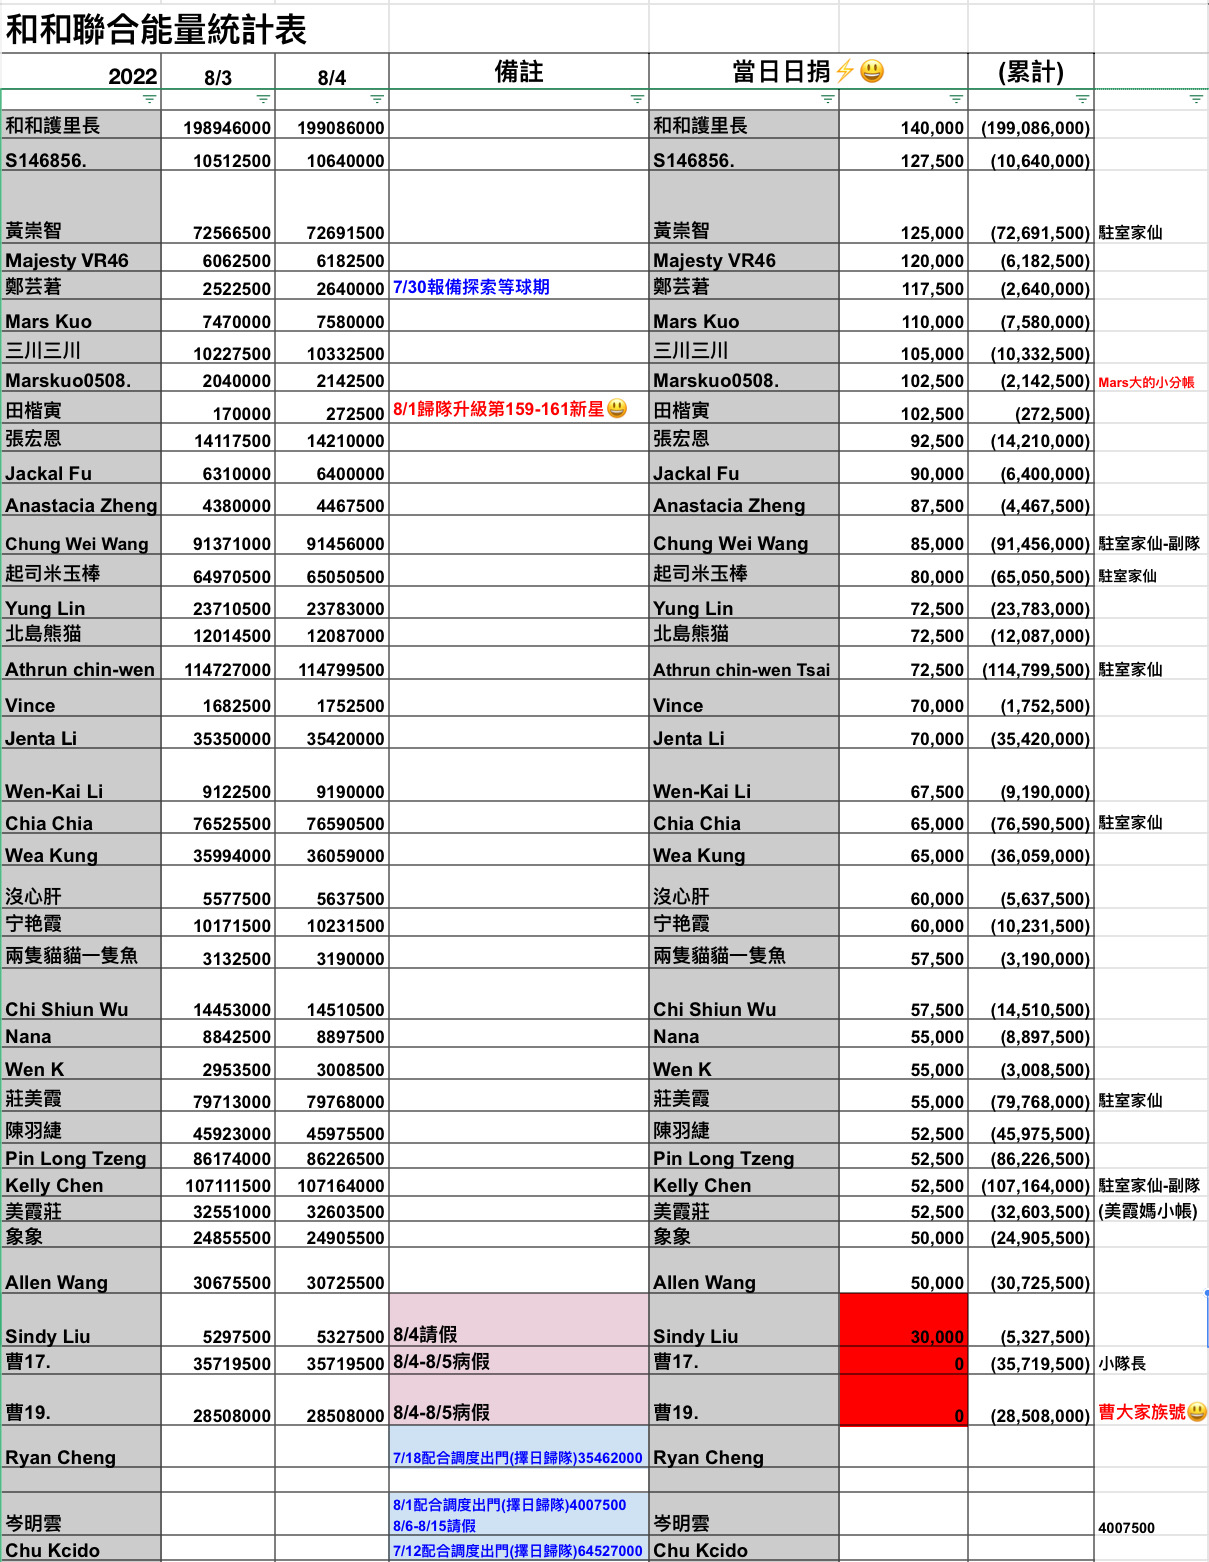 和和聯合能量統計表
2022 8/3 8/4 備註 當日日捐⚡😃 (累計)
和和護里長 198946000 199086000 和和護里長 140,000 (199,086,000)
S146856. 10512500 10640000 S146856. 127,500 (10,640,000)
黃崇智 72566500 72691500 黃崇智 125,000 (72,691,500) 駐室家仙
Majesty VR46 6062500 6182500 Majesty VR46 120,000 (6,182,500)
鄭芸莙 2522500 2640000 7/30報備探索等球期 鄭芸莙 117,500 (2,640,000)
Mars Kuo 7470000 7580000 Mars Kuo 110,000 (7,580,000)
三川三川 10227500 10332500 三川三川 105,000 (10,332,500)
Marskuo0508. 2040000 2142500 Marskuo0508. 102,500 (2,142,500) Mars大的小分帳
田楷寅 170000 272500 8/1歸隊升級第159-161新星😃 田楷寅 102,500 (272,500)
張宏恩 14117500 14210000 張宏恩 92,500 (14,210,000)
Jackal Fu 6310000 6400000 Jackal Fu 90,000 (6,400,000)
Anastacia Zheng 4380000 4467500 Anastacia Zheng 87,500 (4,467,500)
Chung Wei Wang 91371000 91456000 Chung Wei Wang 85,000 (91,456,000) 駐室家仙-副隊
起司米玉棒 64970500 65050500 起司米玉棒 80,000 (65,050,500) 駐室家仙
Yung Lin 23710500 23783000 Yung Lin 72,500 (23,783,000)
北島熊猫 12014500 12087000 北島熊猫 72,500 (12,087,000)
Athrun chin-wen 114727000 114799500 Athrun chin-wen Tsai 72,500 (114,799,500) 駐室家仙
Vince 1682500 1752500 Vince 70,000 (1,752,500)
Jenta Li 35350000 35420000 Jenta Li 70,000 (35,420,000)
Wen-Kai Li 9122500 9190000 Wen-Kai Li 67,500 (9,190,000)
Chia Chia 76525500 76590500 Chia Chia 65,000 (76,590,500) 駐室家仙
Wea Kung 35994000 36059000 Wea Kung 65,000 (36,059,000)
沒心肝 5577500 5637500 沒心肝 60,000 (5,637,500)
宁艳霞 10171500 10231500 宁艳霞 60,000 (10,231,500)
兩隻貓貓一隻魚 3132500 3190000 兩隻貓貓一隻魚 57,500 (3,190,000)
Chi Shiun Wu 14453000 14510500 Chi Shiun Wu 57,500 (14,510,500)
Nana 8842500 8897500 Nana 55,000 (8,897,500)
Wen K 2953500 3008500 Wen K 55,000 (3,008,500)
莊美霞 79713000 79768000 莊美霞 55,000 (79,768,000) 駐室家仙
陳羽緁 45923000 45975500 陳羽緁 52,500 (45,975,500)
Pin Long Tzeng 86174000 86226500 Pin Long Tzeng 52,500 (86,226,500)
Kelly Chen 107111500 107164000 Kelly Chen 52,500 (107,164,000) 駐室家仙-副隊
美霞莊 32551000 32603500 美霞莊 52,500 (32,603,500) (美霞媽小帳)
象象 24855500 24905500 象象 50,000 (24,905,500)
Allen Wang 30675500 30725500 Allen Wang 50,000 (30,725,500)
Sindy Liu 5297500 5327500 8/4請假 Sindy Liu 30,000 (5,327,500)
曹17. 35719500 35719500 8/4-8/5病假 曹17. 0 (35,719,500) 小隊長
曹19. 28508000 28508000 8/4-8/5病假 曹19. 0 (28,508,000) 曹大家族號😃
Ryan Cheng 7/18配合調度出門(擇日歸隊)35462000 Ryan Cheng
8/1配合調度出門(擇日歸隊)4007500
岑明雲 8/6-8/15請假 岑明雲 4007500
Chu Kcido 7/12配合調度出門(擇日歸隊)64527000 Chu Kcido